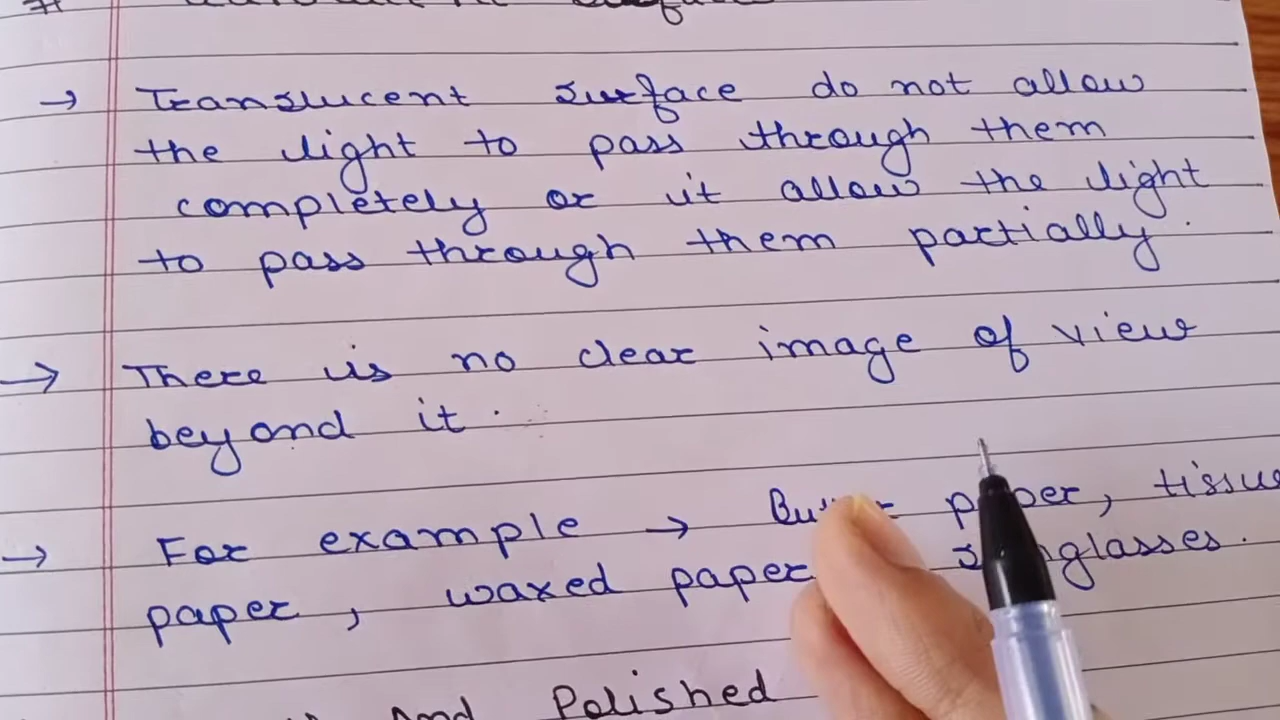 → Translucent surface do not allow
the light to pass through them
completely or it allow the light
to pass through them partially.
→ There is no clear image of view
beyond it.
→ For example → paper, tissue
paper, waxed paper sunglasses.
And Polished